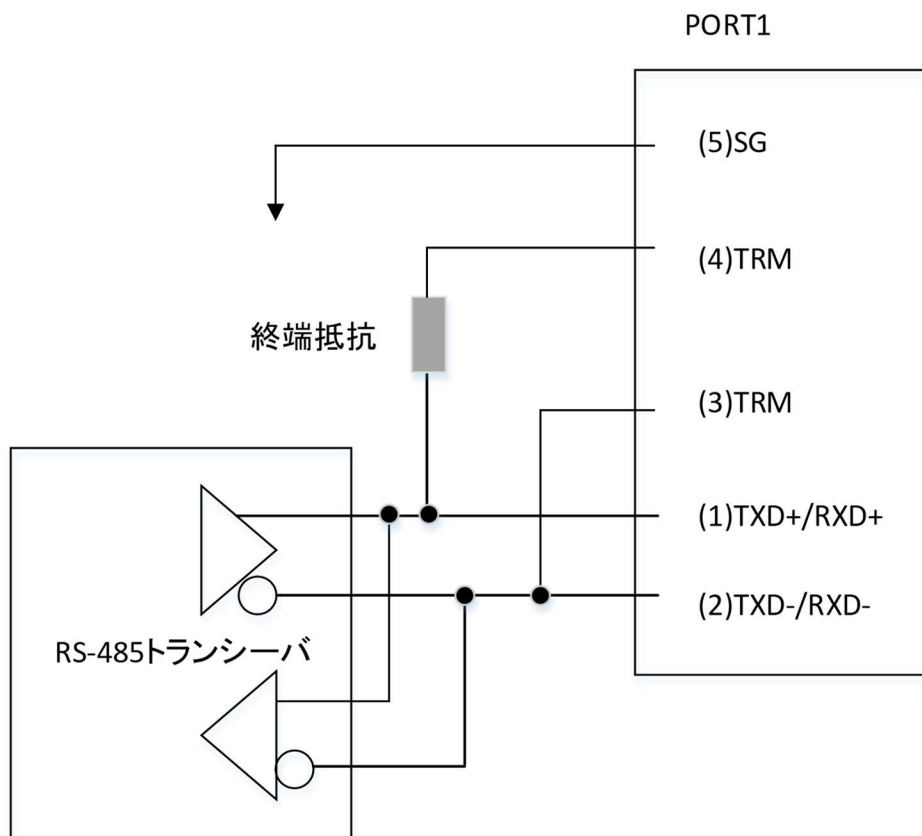 PORT1
(5)SG
(4)TRM
終端抵抗
(3)TRM
(1)TXD+/RXD+
(2)TXD-/RXD-
RS-485トランシーバ